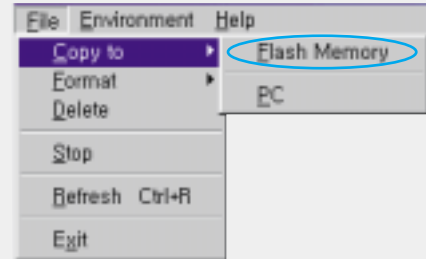 File Environment Help
Copy to Flash Memory
Format
PC
Delete
Stop
Refresh Ctrl+R
Exit